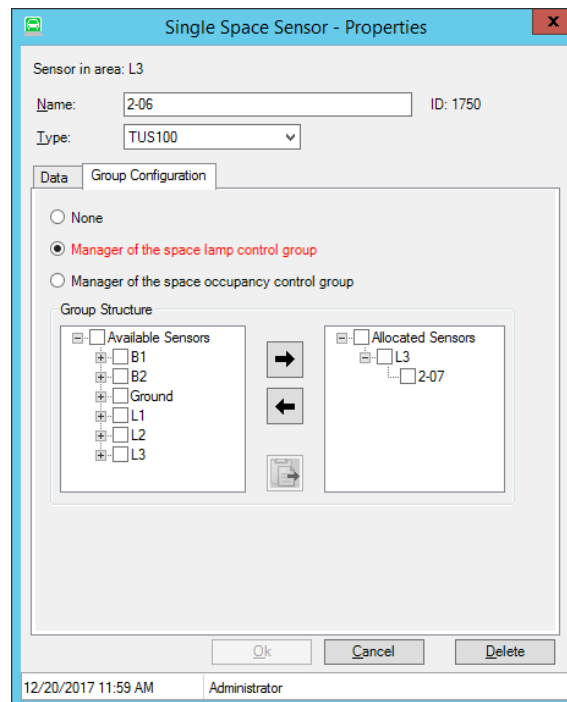 Single Space Sensor - Properties
x
Sensor in area: L3
Name: 2-06 ID: 1750
Type: TUS100
Data Group Configuration
None
Manager of the space lamp control group
Manager of the space occupancy control group
Group Structure
Available Sensors
B1
B2
Ground
L1
L2
L3
Allocated Sensors
L3
2-07
Ok Cancel Delete
12/20/2017 11:59 AM Administrator